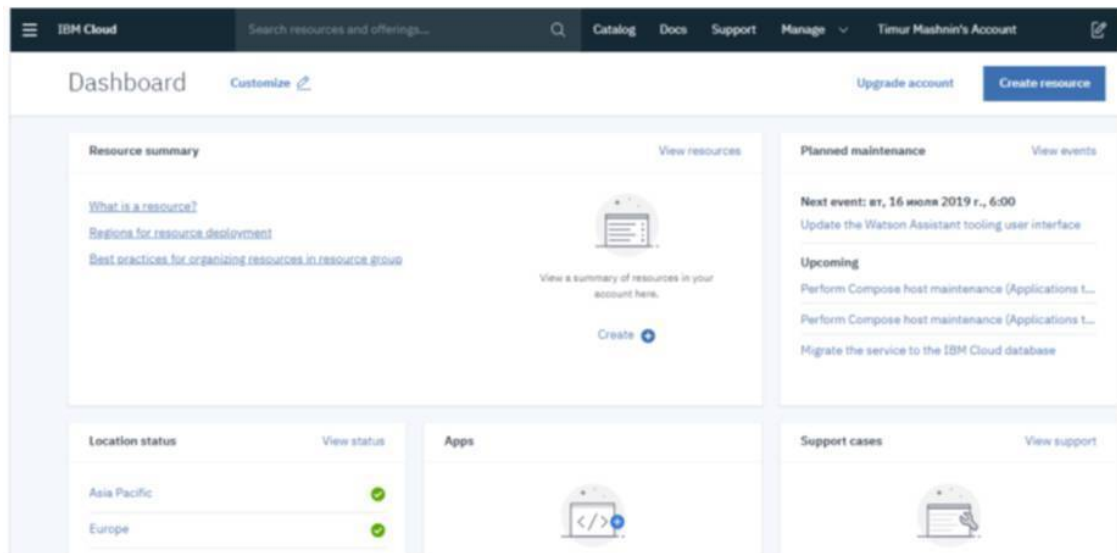 IBM Cloud
Search resources and offerings...
Catalog
Docs
Support
Manage
Timur Mashnin's Account
Dashboard
Customize
Upgrade account
Create resource
Resource summary
View resources
What is a resource?
Regions for resource deployment
Best practices for organizing resources in resource group
View a summary of resources in your
account here.
Create
Planned maintenance
View events
Next event: вт, 16 июля 2019 г., 6:00
Update the Watson Assistant tooling user interface
Upcoming
Perform Compose host maintenance (Applications t...
Perform Compose host maintenance (Applications t...
Migrate the service to the IBM Cloud database
Location status
View status
Asia Pacific
Europe
Apps
</>
Support cases
View support